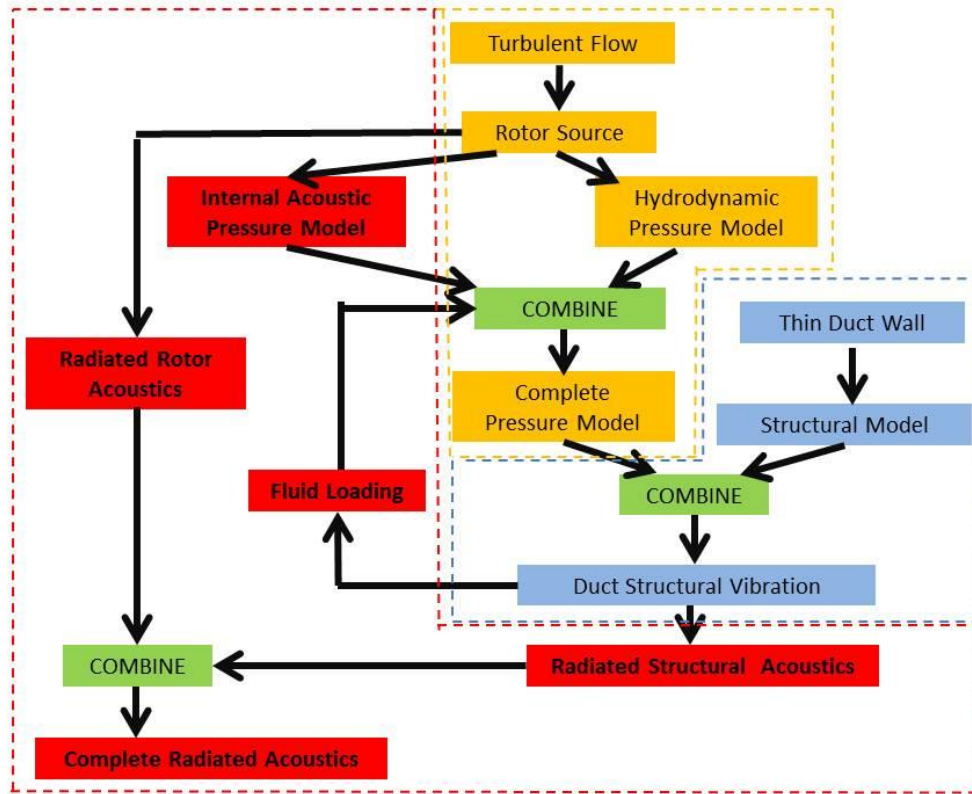 Turbulent Flow
Rotor Source
Internal Acoustic
Pressure Model
Hydrodynamic
Pressure Model
COMBINE
Thin Duct Wall
Radiated Rotor
Acoustics
Complete
Pressure Model
Structural Model
Fluid Loading
COMBINE
Duct Structural Vibration
COMBINE
Radiated Structural Acoustics
Complete Radiated Acoustics